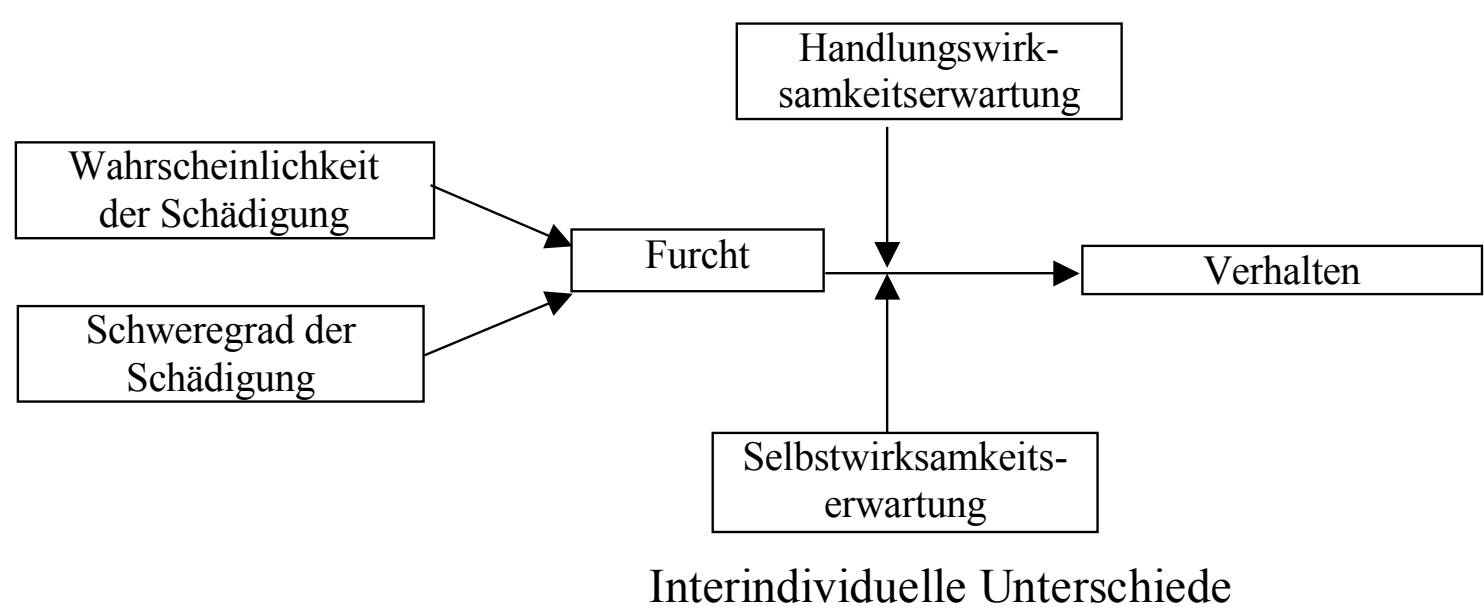 Handlungswirk-
samkeitserwartung
Wahrscheinlichkeit
der Schädigung
Furcht
Verhalten
Schweregrad der
Schädigung
Selbstwirksamkeits-
erwartung
Interindividuelle Unterschiede